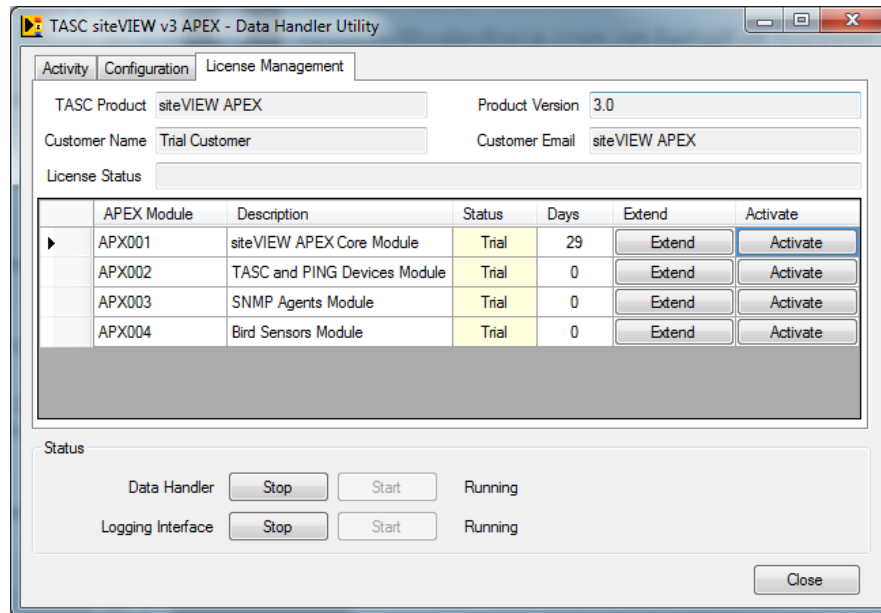 TASC siteVIEW v3 APEX - Data Handler Utility
Activity Configuration License Management
TASC Product siteVIEW APEX Product Version 3.0
Customer Name Trial Customer Customer Email siteVIEW APEX
License Status
APEX Module Description Status Days Extend Activate
APX001 siteVIEW APEX Core Module Trial 29 Extend Activate
APX002 TASC and PING Devices Module Trial 0 Extend Activate
APX003 SNMP Agents Module Trial 0 Extend Activate
APX004 Bird Sensors Module Trial 0 Extend Activate
Status
Data Handler Stop Start Running
Logging Interface Stop Start Running
Close